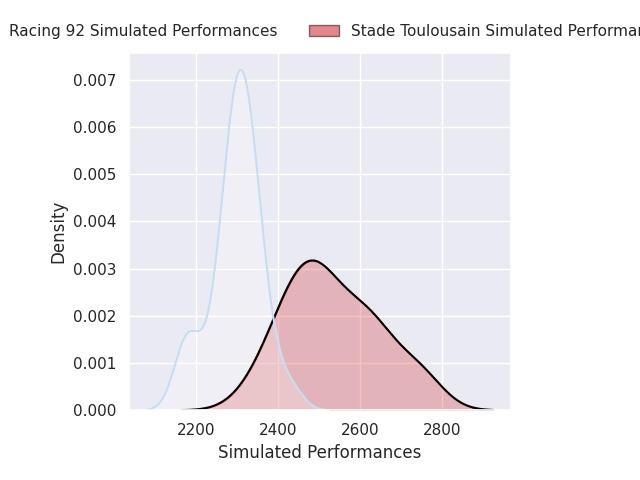 Racing 92 Simulated Performances
Stade Toulousain Simulated Performa
0.007
0.006
0.005
0.004
0.003
0.002
0.001
0.000
Density
2200 2400 2600 2800
Simulated Performances